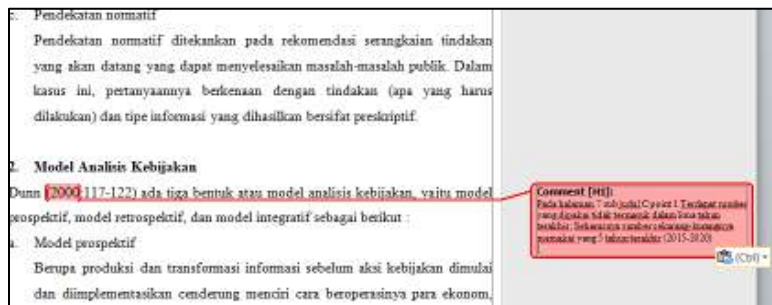 c. Pendekatan normatif
Pendekatan normatif ditekankan pada rekomendasi serangkaian tindakan
yang akan datang yang dapat menyelesaikan masalah-masalah publik. Dalam
kasus ini, pertanyaannya berkenaan dengan tindakan (apa yang harus
dilakukan) dan tipe informasi yang dihasilkan bersifat preskriptif.
2. Model Analisis Kebijakan
Dunn (2000:117-122) ada tiga bentuk atau model analisis kebijakan, yaitu model
prospektif, model retrospektif, dan model integratif sebagai berikut :
a. Model prospektif
Berupa produksi dan transformasi informasi sebelum aksi kebijakan dimulai
dan diimplementasikan cenderung menciri cara beroperasinya para ekonom,
Comment
Pada halaman 7 sub judul C point 1 Terdapat sumber
yang dipakai tidak termasuk dalam lima tahun
terakhir. Seharusnya sumber sekarang-kurangnya
memakai yang 5 tahun terakhir (2015-2020)
(Ctrl)